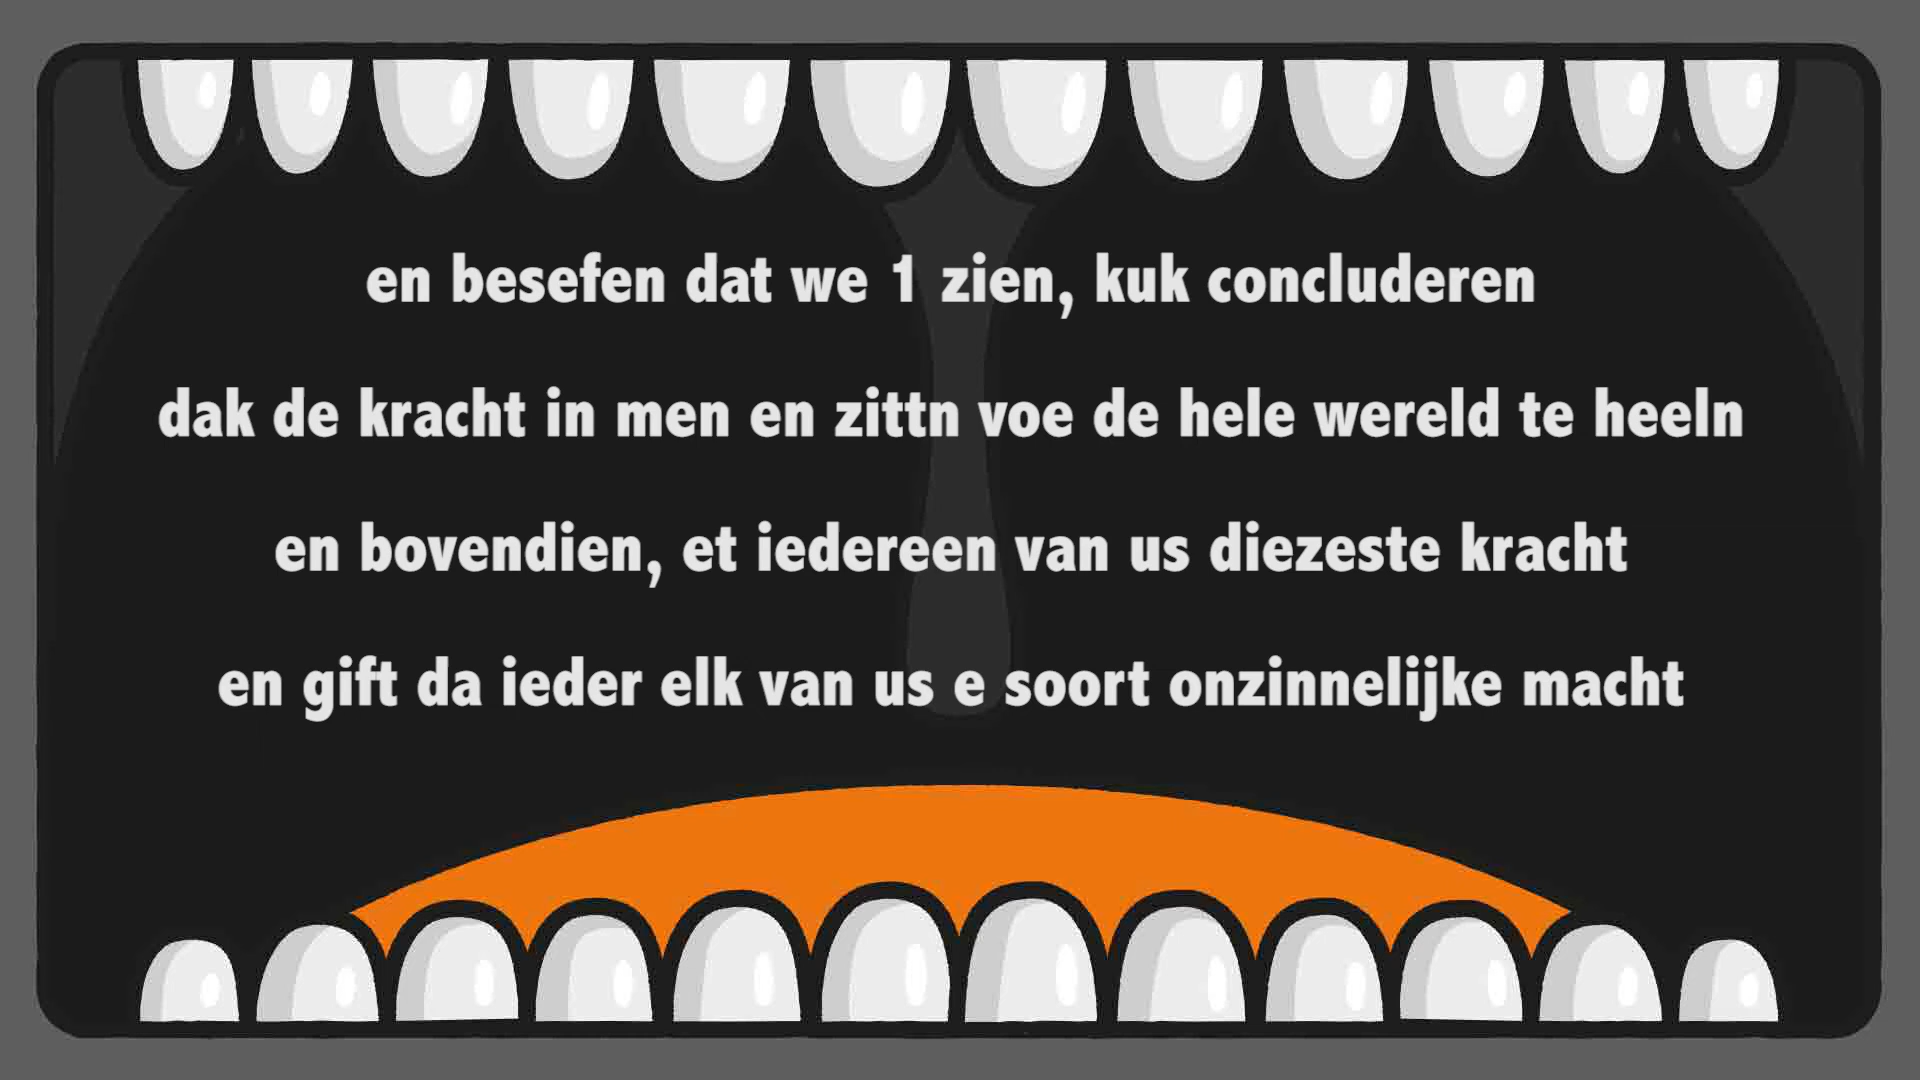 en besefen dat we 1 zien, kuk concluderen
dak de kracht in men en zittn voe de hele wereld te heeln
en bovendien, et iedereen van us diezeste kracht
en gift da ieder elk van us e soort onzinnelijke macht